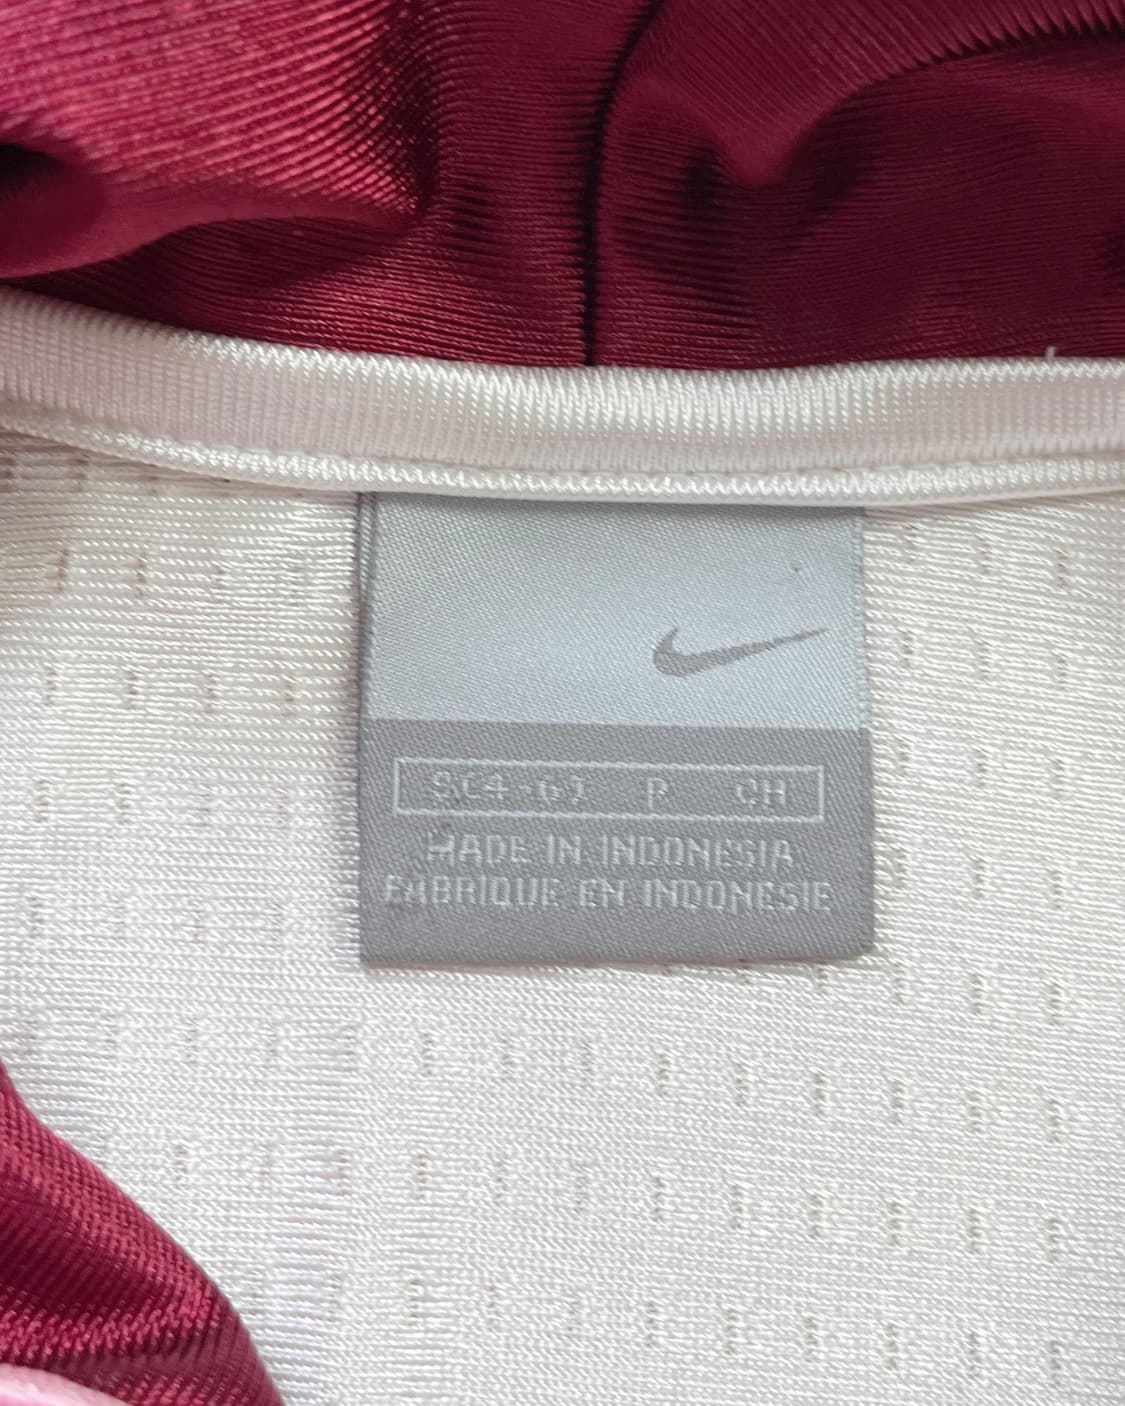 S(4-6) P CH
MADE IN INDONESIA
FABRIQUE EN INDONESIE